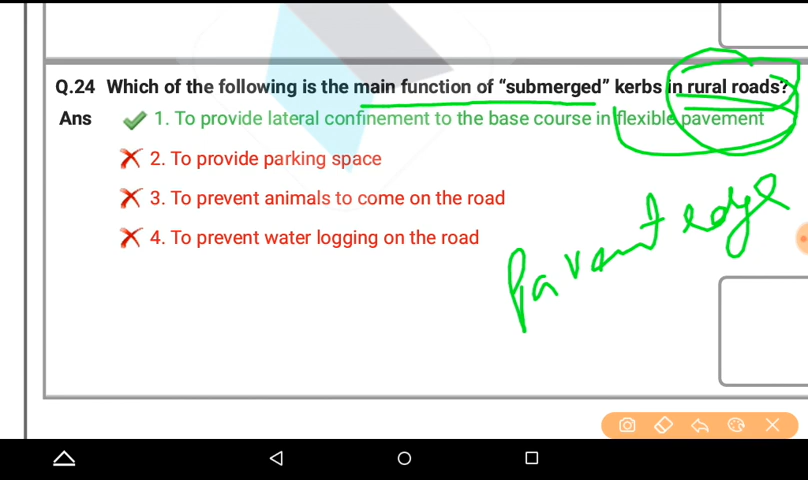 Q.24 Which of the following is the main function of “submerged” kerbs in rural roads?
Ans 1. To provide lateral confinement to the base course in flexible pavement
2. To provide parking space
3. To prevent animals to come on the road
4. To prevent water logging on the road
Pavent edge